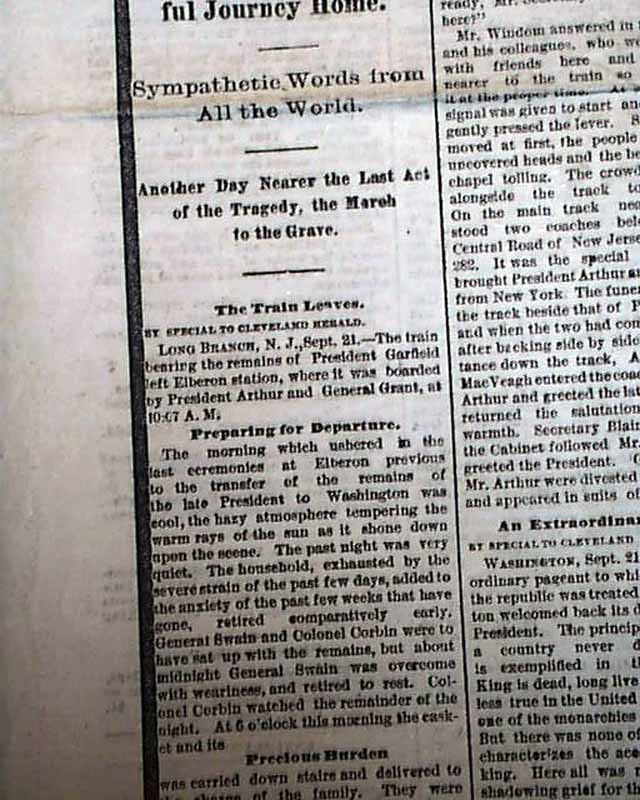 ful Journey Home.
Sympathetic Words from
All the World.
Another Day Nearer the Last Act
of the Tragedy, the March
to the Grave.
The Train Leaves.
BY SPECIAL TO CLEVELAND HERALD.
LONG BRANCH, N. J., Sept. 21.—The train
bearing the remains of President Garfield
left Elberon station, where it was boarded
by President Arthur and General Grant, at
10:07 A. M.
Preparing for Departure.
The morning which ushered in the
last ceremonies at Elberon previous
to the transfer of the remains of
the late President to Washington was
cool, the hazy atmosphere tempering the
warm rays of the sun as it shone down
upon the scene. The past night was very
quiet. The household, exhausted by the
severe strain of the past few days, added to
the anxiety of the past few weeks that have
gone, retired comparatively early.
General Swain and Colonel Corbin were to
have sat up with the remains, but about
midnight General Swain was overcome
with weariness, and retired to rest. Col-
onel Corbin watched the remainder of the
night. At 6 o'clock this morning the cask-
et and its
Precious Burden
was carried down stairs and delivered to
the charge of the family. They were
ready, Mr.
here?"
Mr. Windom answered in
and his colleagues, who
with friends here and
nearer to the train so
it at the proper time.
signal was given to start
gently pressed the lever.
moved at first, the people
uncovered heads and the
chapel tolling. The crowd
alongside the track
On the main track
stood two coaches
Central Road of New Jersey
282. It was the special
brought President Arthur
from New York. The
the track beside that of
and when the two had
after backing side by side
tance down the track,
MacVeagh entered the
Arthur and greeted the
returned the salutation
warmth. Secretary Blaine
the Cabinet followed Mr.
greeted the President.
Mr. Arthur were divested
and appeared in suits of
An
BY SPECIAL TO CLEVELAND
WASHINGTON, Sept. 21
ordinary pageant to
the republic was treated
ton welcomed back its
President. The
a country never
is exemplified in
King is dead, long live
less true in the United
one of the monarchies
But there was none of
characterizes the
king. Here all was
shadowing grief for